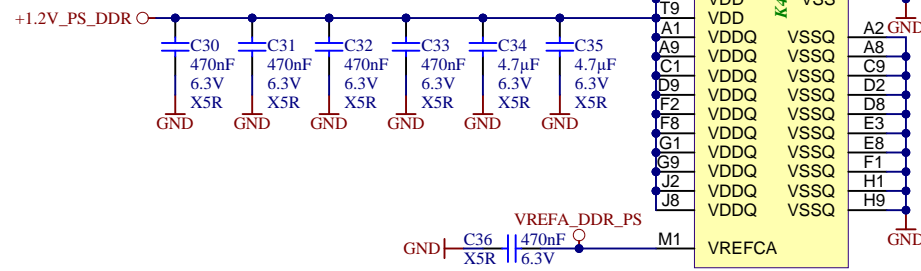 T9 VDD VSS
K4
+1.2V_PS_DDR
VDD
GND
A1 VDDQ VSSQ A2
A9 VDDQ VSSQ A8
C1 VDDQ VSSQ C9
D9 VDDQ VSSQ D2
F2 VDDQ VSSQ D8
F8 VDDQ VSSQ E3
G1 VDDQ VSSQ E8
G9 VDDQ VSSQ F1
J2 VDDQ VSSQ H1
J8 VDDQ VSSQ H9
GND
C30 C31 C32 C33 C34 C35
470nF 470nF 470nF 470nF 4.7µF 4.7µF
6.3V 6.3V 6.3V 6.3V 6.3V 6.3V
X5R X5R X5R X5R X5R X5R
GND GND GND GND GND GND
VREFA_DDR_PS
GND C36 470nF M1 VREFCA
X5R 6.3V